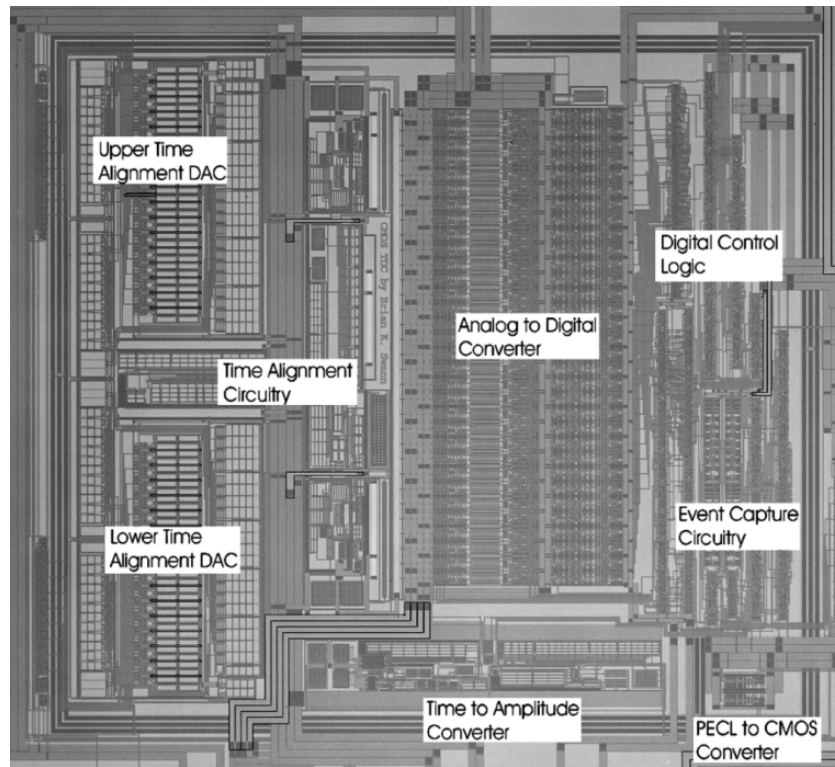 Upper Time
Alignment DAC
Digital Control
Logic
CMOS TDC by Brian K. Swann
Analog to Digital
Converter
Time Alignment
Circuitry
Lower Time
Alignment DAC
Event Capture
Circuitry
Time to Amplitude
Converter
PECL to CMOS
Converter